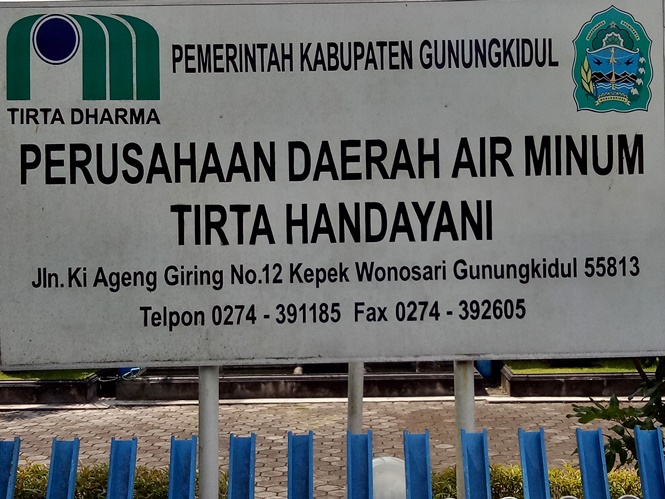 PEMERINTAH KABUPATEN GUNUNGKIDUL
TIRTA DHARMA
PERUSAHAAN DAERAH AIR MINUM
TIRTA HANDAYANI
Jln. Ki Ageng Giring No.12 Kepek Wonosari Gunungkidul 55813
Telpon 0274 - 391185 Fax 0274 - 392605